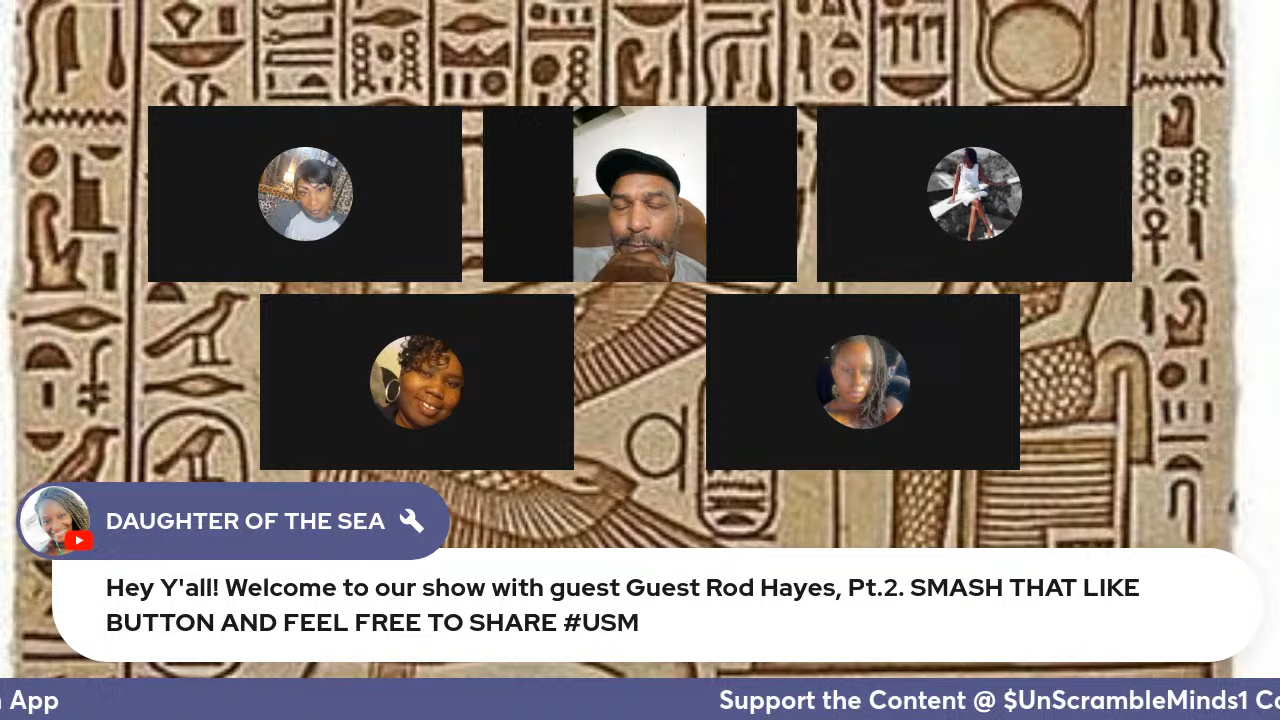 DAUGHTER OF THE SEA
Hey Y'all! Welcome to our show with guest Guest Rod Hayes, Pt.2. SMASH THAT LIKE
BUTTON AND FEEL FREE TO SHARE #USM
App Support the Content @ $UnScrambleMinds1